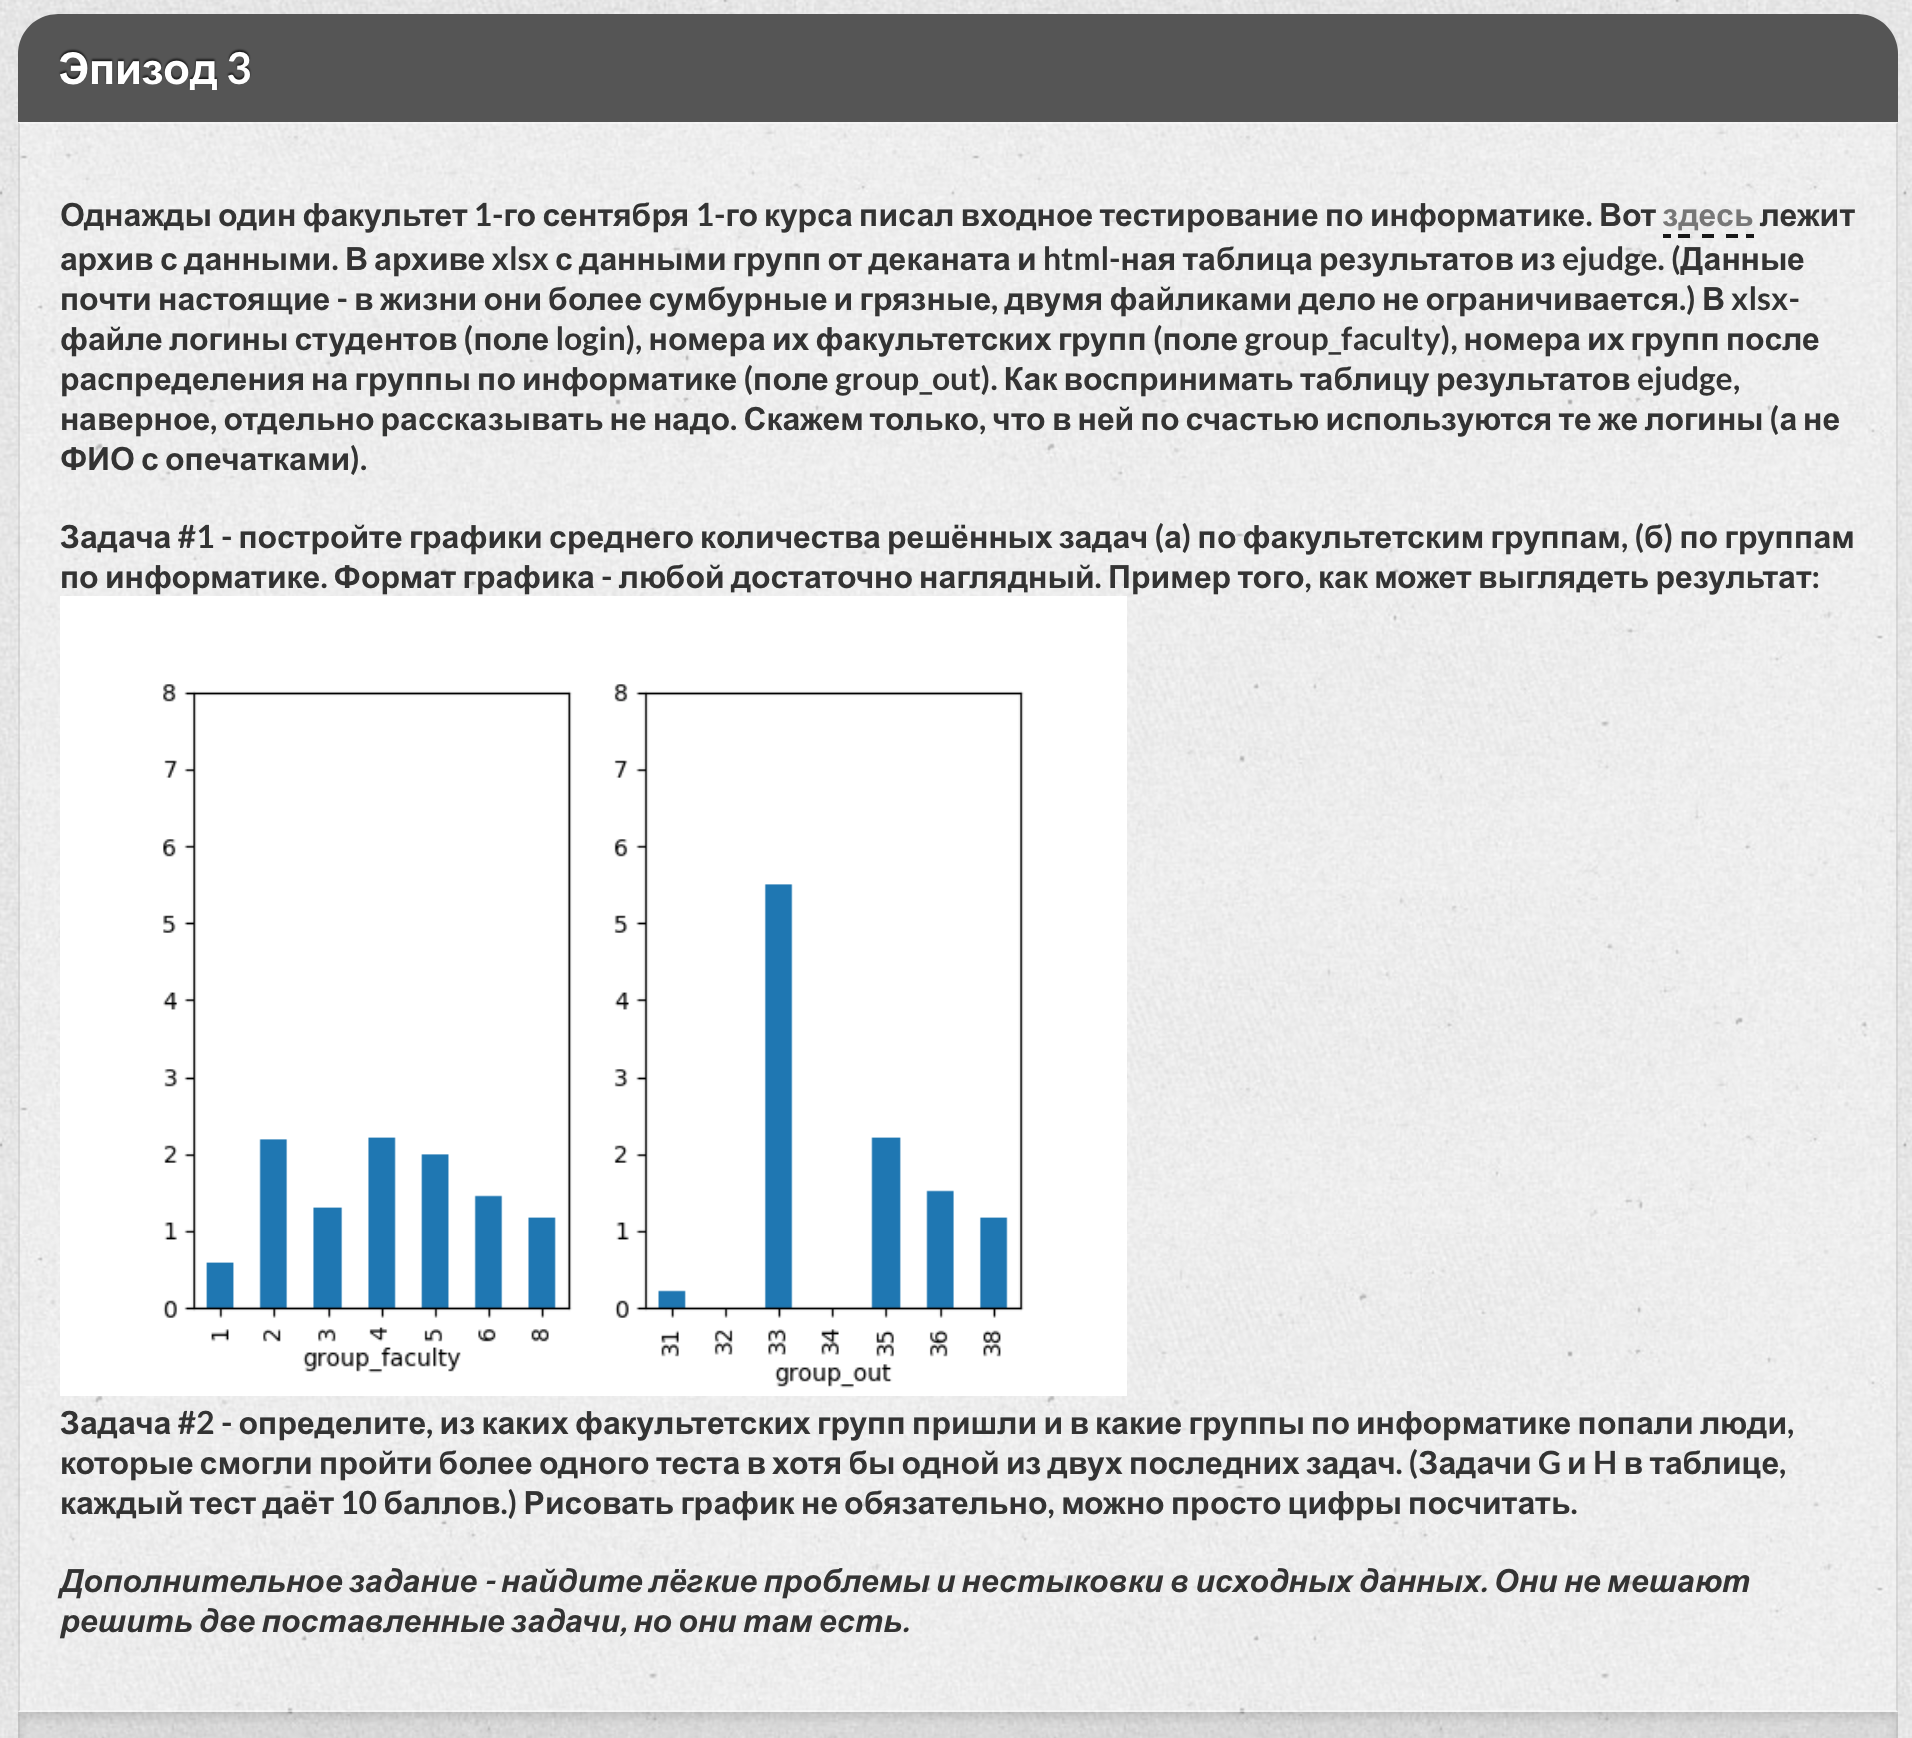 Эпизод 3
Однажды один факультет 1-го сентября 1-го курса писал входное тестирование по информатике. Вот здесь лежит
архив с данными. В архиве xlsx с данными групп от деканата и html-ная таблица результатов из ejudge. (Данные
почти настоящие - в жизни они более сумбурные и грязные, двумя файликами дело не ограничивается.) В xlsx-
файле логины студентов (поле login), номера их факультетских групп (поле group_faculty), номера их групп после
распределения на группы по информатике (поле group_out). Как воспринимать таблицу результатов ejudge,
наверное, отдельно рассказывать не надо. Скажем только, что в ней по счастью используются те же логины (а не
ФИО с опечатками).
Задача #1 - постройте графики среднего количества решённых задач (а) по факультетским группам, (б) по группам
по информатике. Формат графика - любой достаточно наглядный. Пример того, как может выглядеть результат:
8
7
6
5
4
3
2
1
0
1 2 3 4 5 6 8
group_faculty
8
7
6
5
4
3
2
1
0
31 32 33 34 35 36 38
group_out
Задача #2 - определите, из каких факультетских групп пришли и в какие группы по информатике попали люди,
которые смогли пройти более одного теста в хотя бы одной из двух последних задач. (Задачи G и H в таблице,
каждый тест даёт 10 баллов.) Рисовать график не обязательно, можно просто цифры посчитать.
Дополнительное задание - найдите лёгкие проблемы и нестыковки в исходных данных. Они не мешают
решить две поставленные задачи, но они там есть.